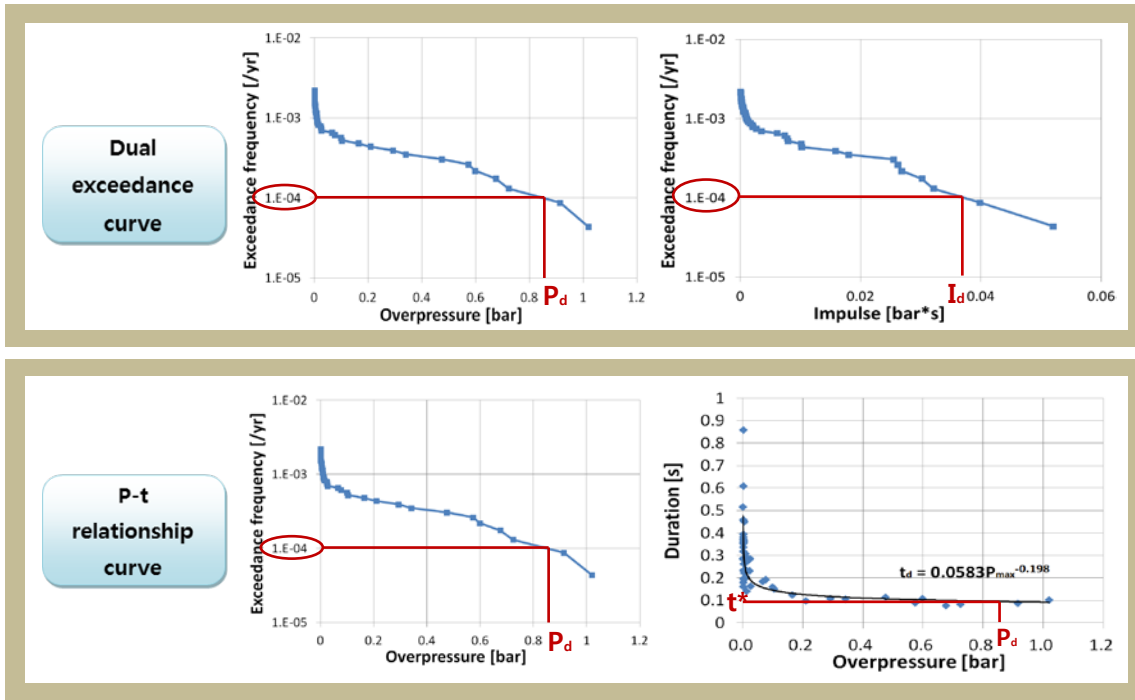 Dual
exceedance
curve
Exceedance frequency [/yr]
1.E-02
1.E-03
1.E-04
1.E-05
0 0.2 0.4 0.6 0.8 1 1.2
Pd
Overpressure [bar]
Exceedance frequency [/yr]
1.E-02
1.E-03
1.E-04
1.E-05
0 0.02 0.04 0.06
Id
Impulse [bar*s]
P-t
relationship
curve
Exceedance frequency [/yr]
1.E-02
1.E-03
1.E-04
1.E-05
0 0.2 0.4 0.6 0.8 1 1.2
Pd
Overpressure [bar]
Duration [s]
1
0.9
0.8
0.7
0.6
0.5
0.4
0.3
0.2
0.1
0
t*
td = 0.0583Pmax-0.198
0.0 0.2 0.4 0.6 0.8 1.0 1.2
Pd
Overpressure [bar]